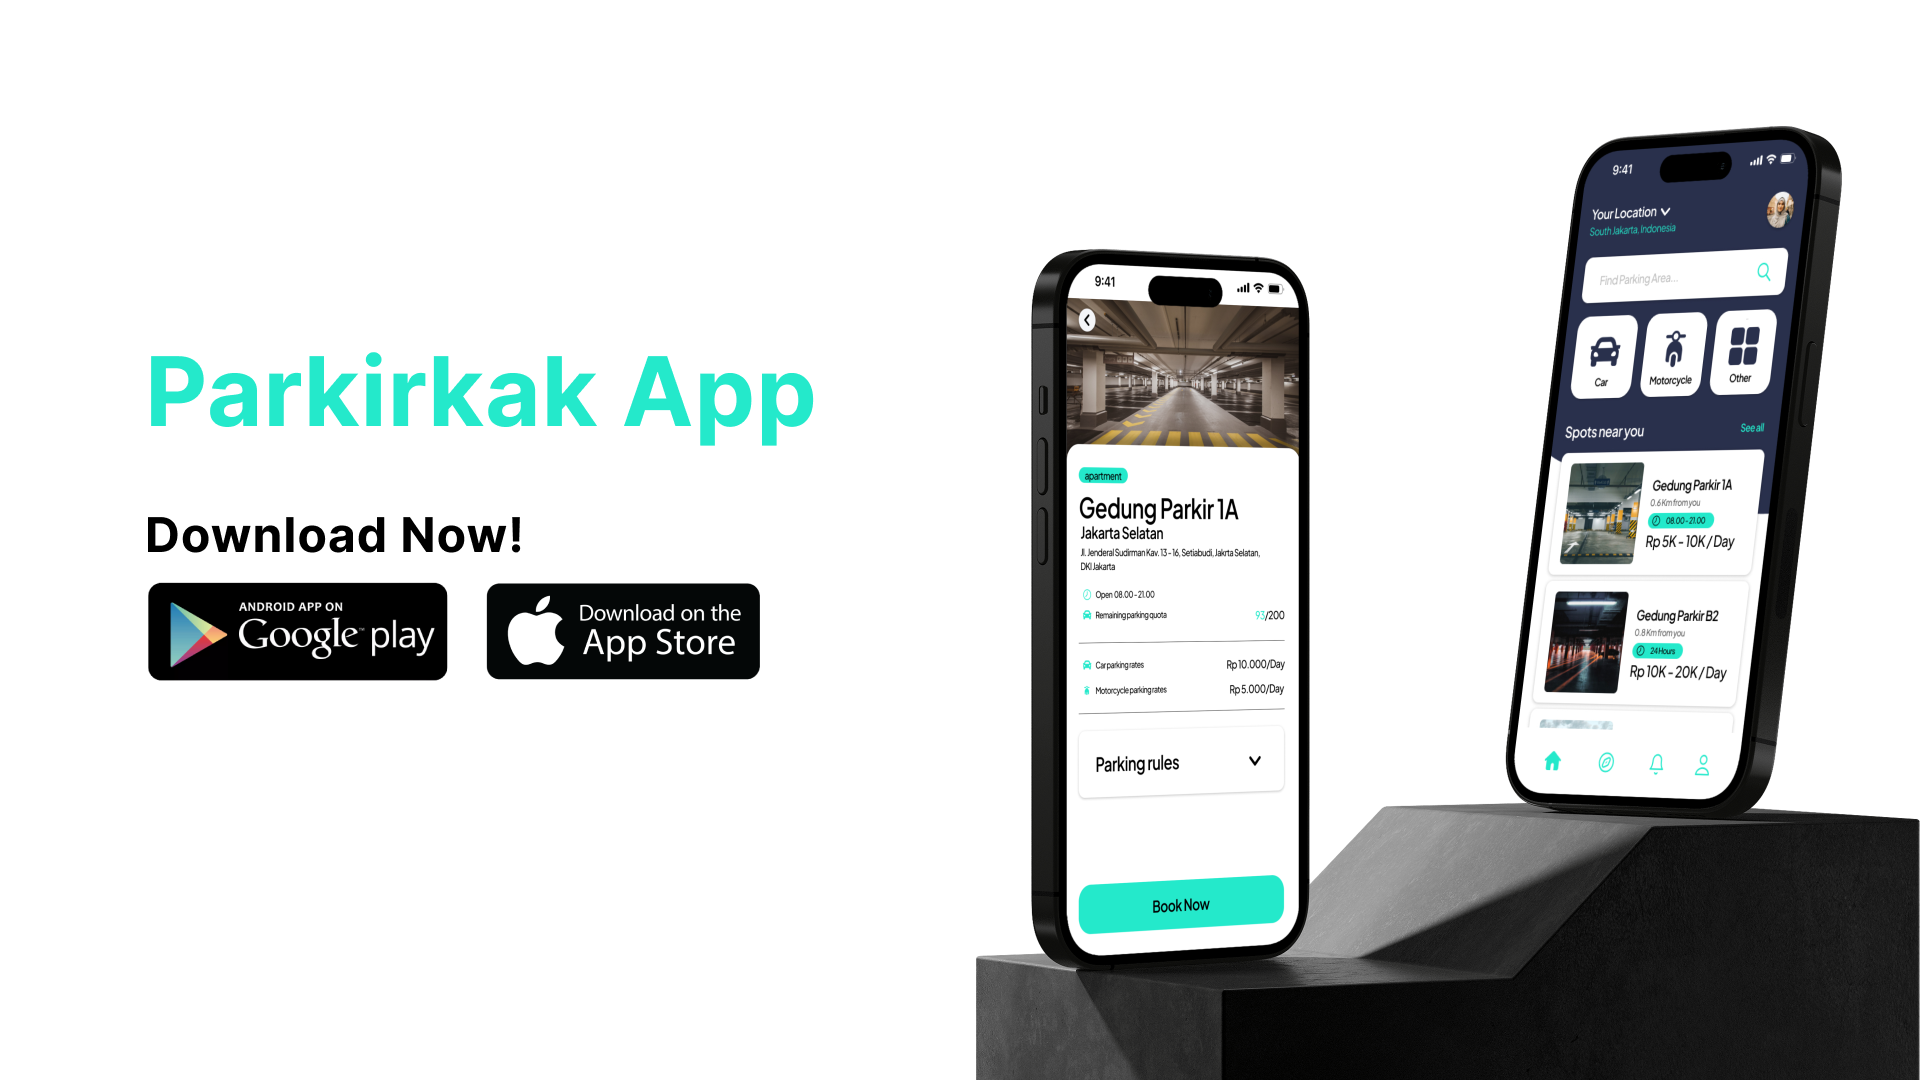 Parkirkak App
Download Now!
ANDROID APP ON
Google play
Download on the
App Store
9:41
apartment
Gedung Parkir 1A
Jakarta Selatan
Jl. Jenderal Sudirman Kav. 13 - 16, Setiabudi, Jakrta Selatan,
DKI Jakarta
Open 08.00 - 21.00
Remaining parking quota 93/200
Car parking rates Rp 10.000/Day
Motorcycle parking rates Rp 5.000/Day
Parking rules
Book Now
9:41
Your Location
South Jakarta, Indonesia
Find Parking Area...
Car
Motorcycle
Other
Spots near you
See all
Gedung Parkir 1A
0.6 Km from you
08.00 - 21.00
Rp 5K - 10K / Day
Gedung Parkir B2
0.8 Km from you
24 Hours
Rp 10K - 20K / Day